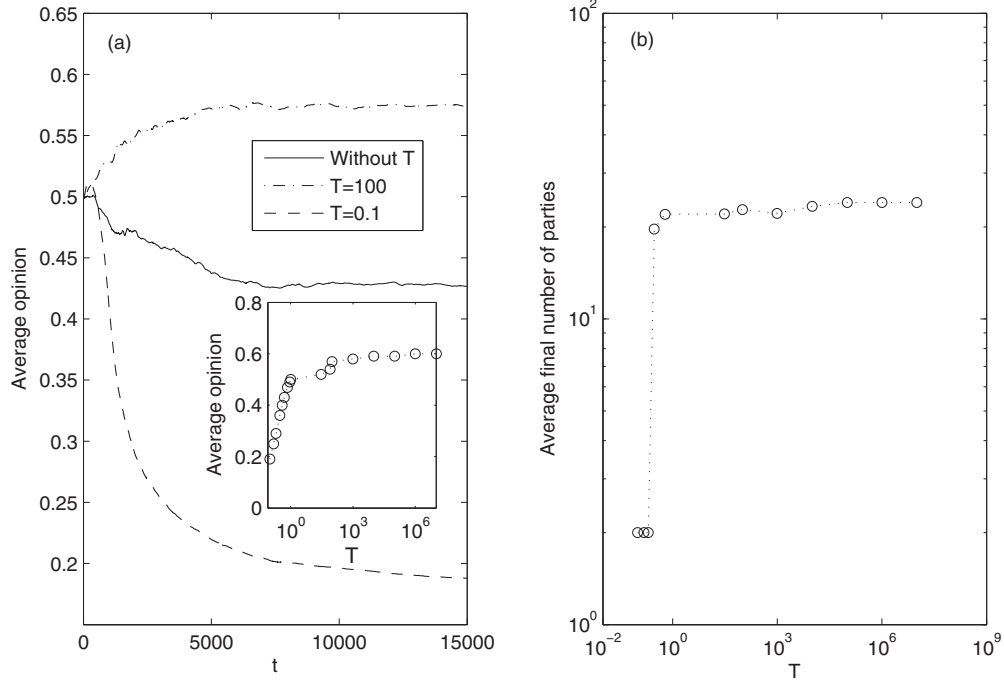 (a)
0.65
0.6
0.55
0.5
0.45
0.4
0.35
0.3
0.25
0.2
Average opinion
0
5000
10000
15000
t
Without T
T=100
T=0.1
0.8
0.6
0.4
0.2
0
Average opinion
10^0
10^3
10^6
T
(b)
10^2
10^1
10^0
Average final number of parties
10^−2
10^0
10^3
10^6
10^9
T